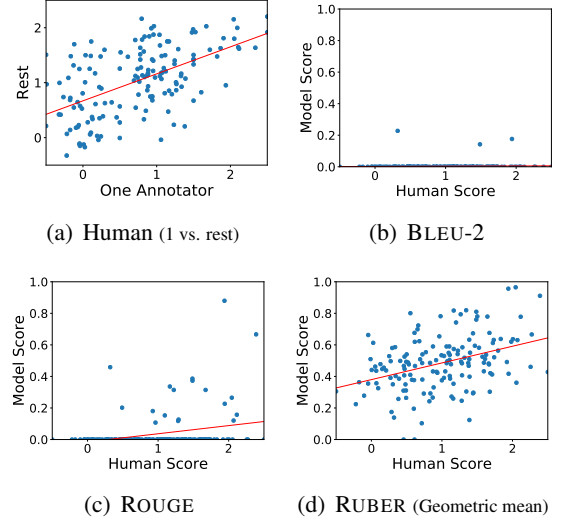 2
1
0
Rest
0
1
2
One Annotator
(a) Human (1 vs. rest)
1.0
0.8
0.6
0.4
0.2
0.0
Model Score
0
1
2
Human Score
(b) BLEU-2
1.0
0.8
0.6
0.4
0.2
0.0
Model Score
0
1
2
Human Score
(c) ROUGE
1.0
0.8
0.6
0.4
0.2
0.0
Model Score
0
1
2
Human Score
(d) RUBER (Geometric mean)